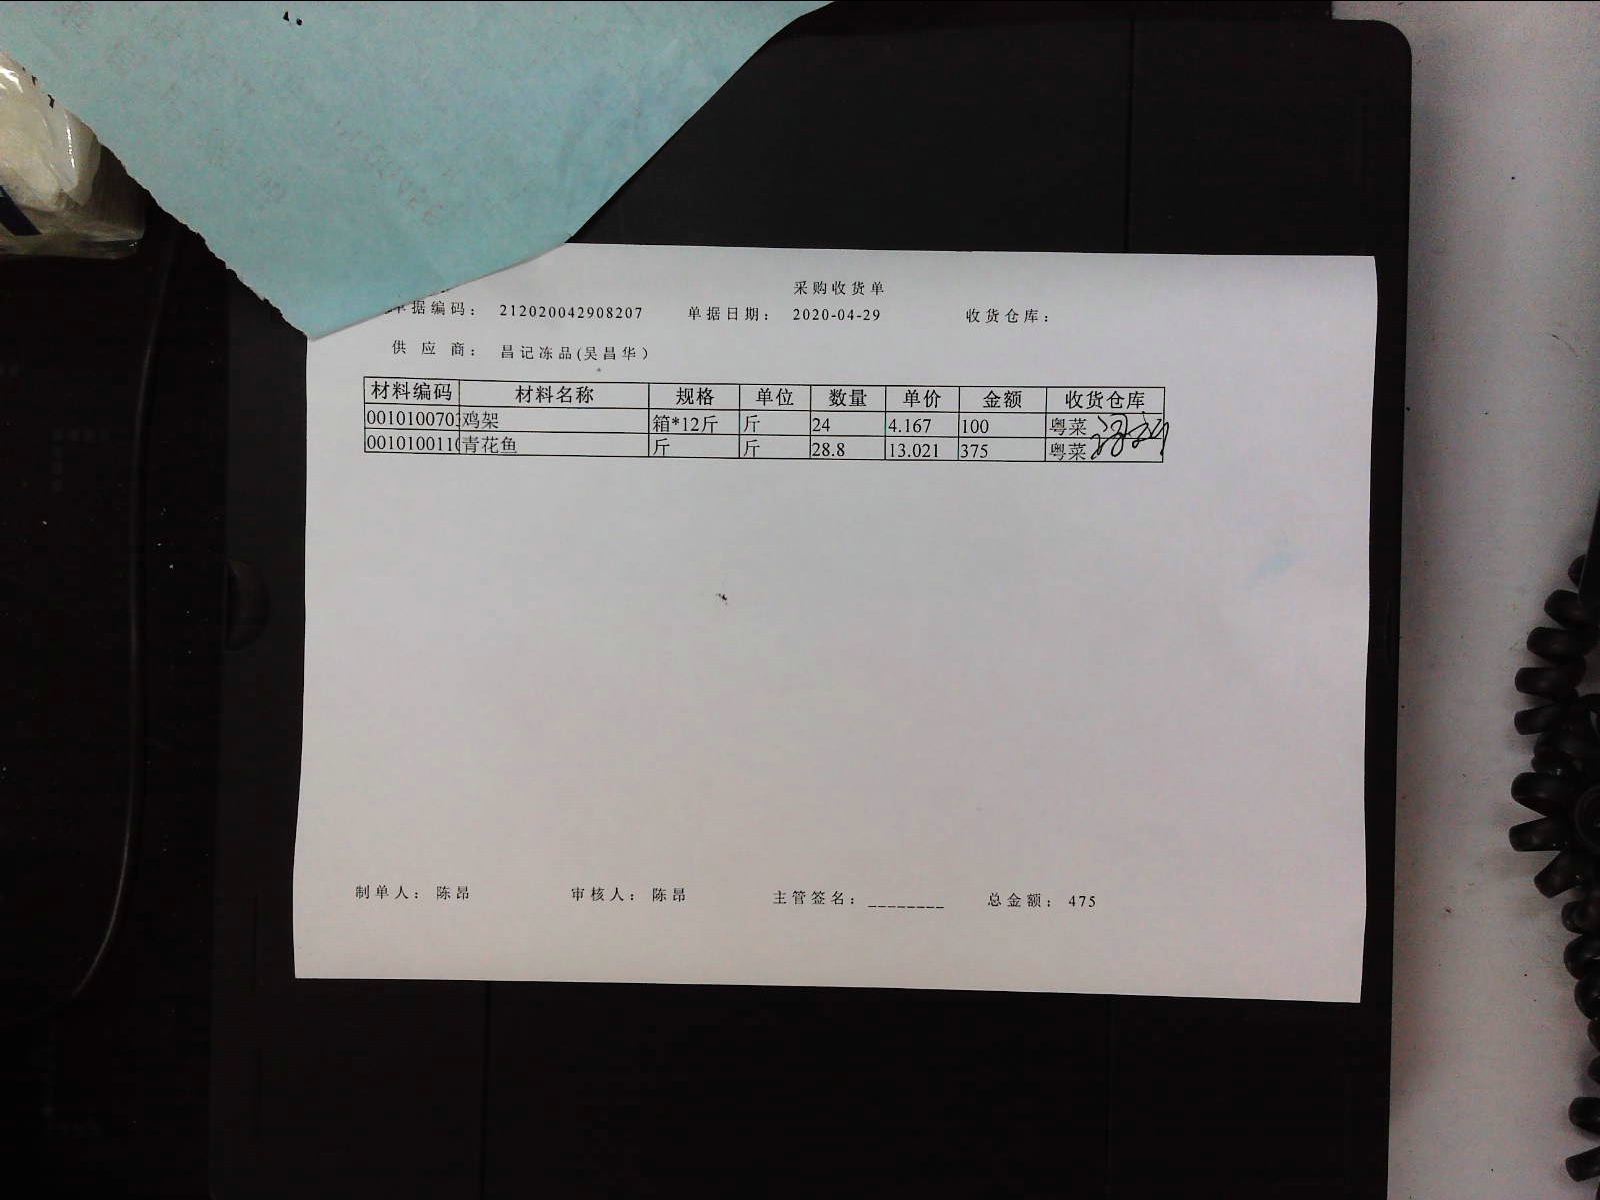 采购收货单
单据编码： 212020042908207 单据日期： 2020-04-29 收货仓库：
供应商： 昌记冻品(吴昌华)
材料编码 材料名称 规格 单位 数量 单价 金额 收货仓库
001010070 鸡架 箱*12斤 斤 24 4.167 100 粤菜
001010011 青花鱼 斤 斤 28.8 13.021 375 粤菜
制单人： 陈昂 审核人： 陈昂 主管签名：________ 总金额： 475